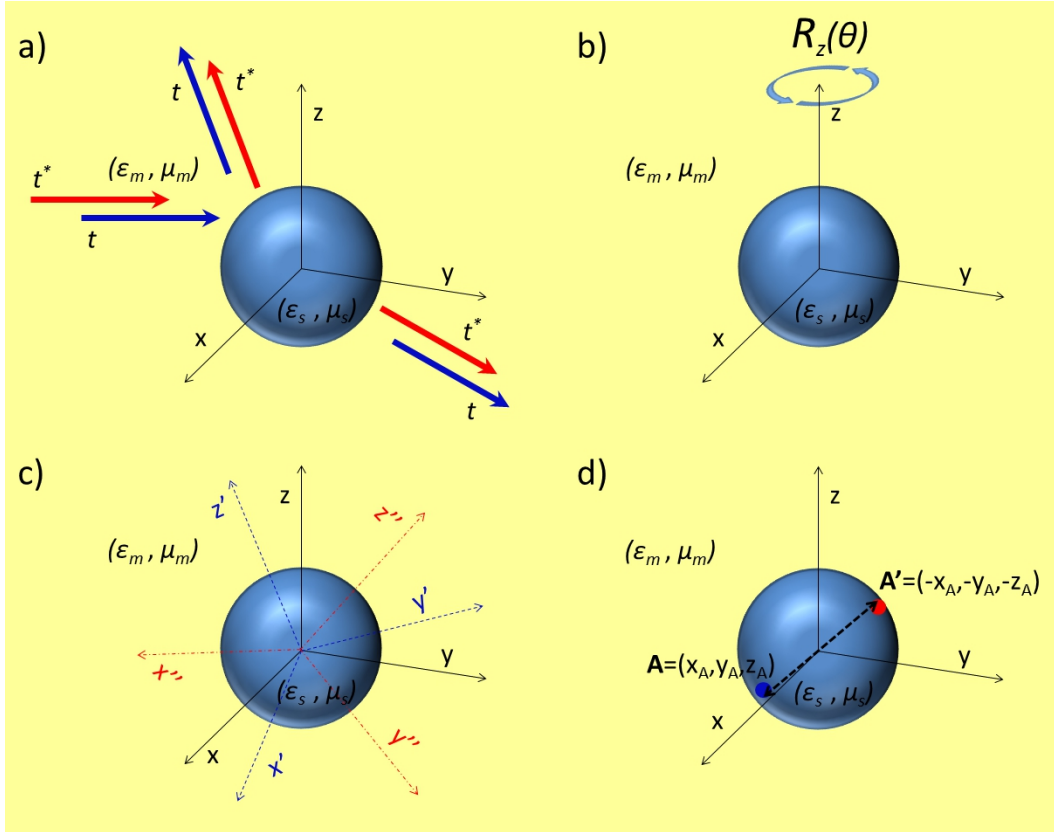 a)
t
t*
z
(εm , μm)
t*
t
y
(εs , μs)
x
t*
t
b)
Rz(θ)
z
(εm , μm)
y
(εs , μs)
x
c)
z
z'
z''
(εm , μm)
y'
y
x''
(εs , μs)
x
x'
y''
d)
z
(εm , μm)
A'=(-xA,-yA,-zA)
y
A=(xA,yA,zA)
(εs , μs)
x